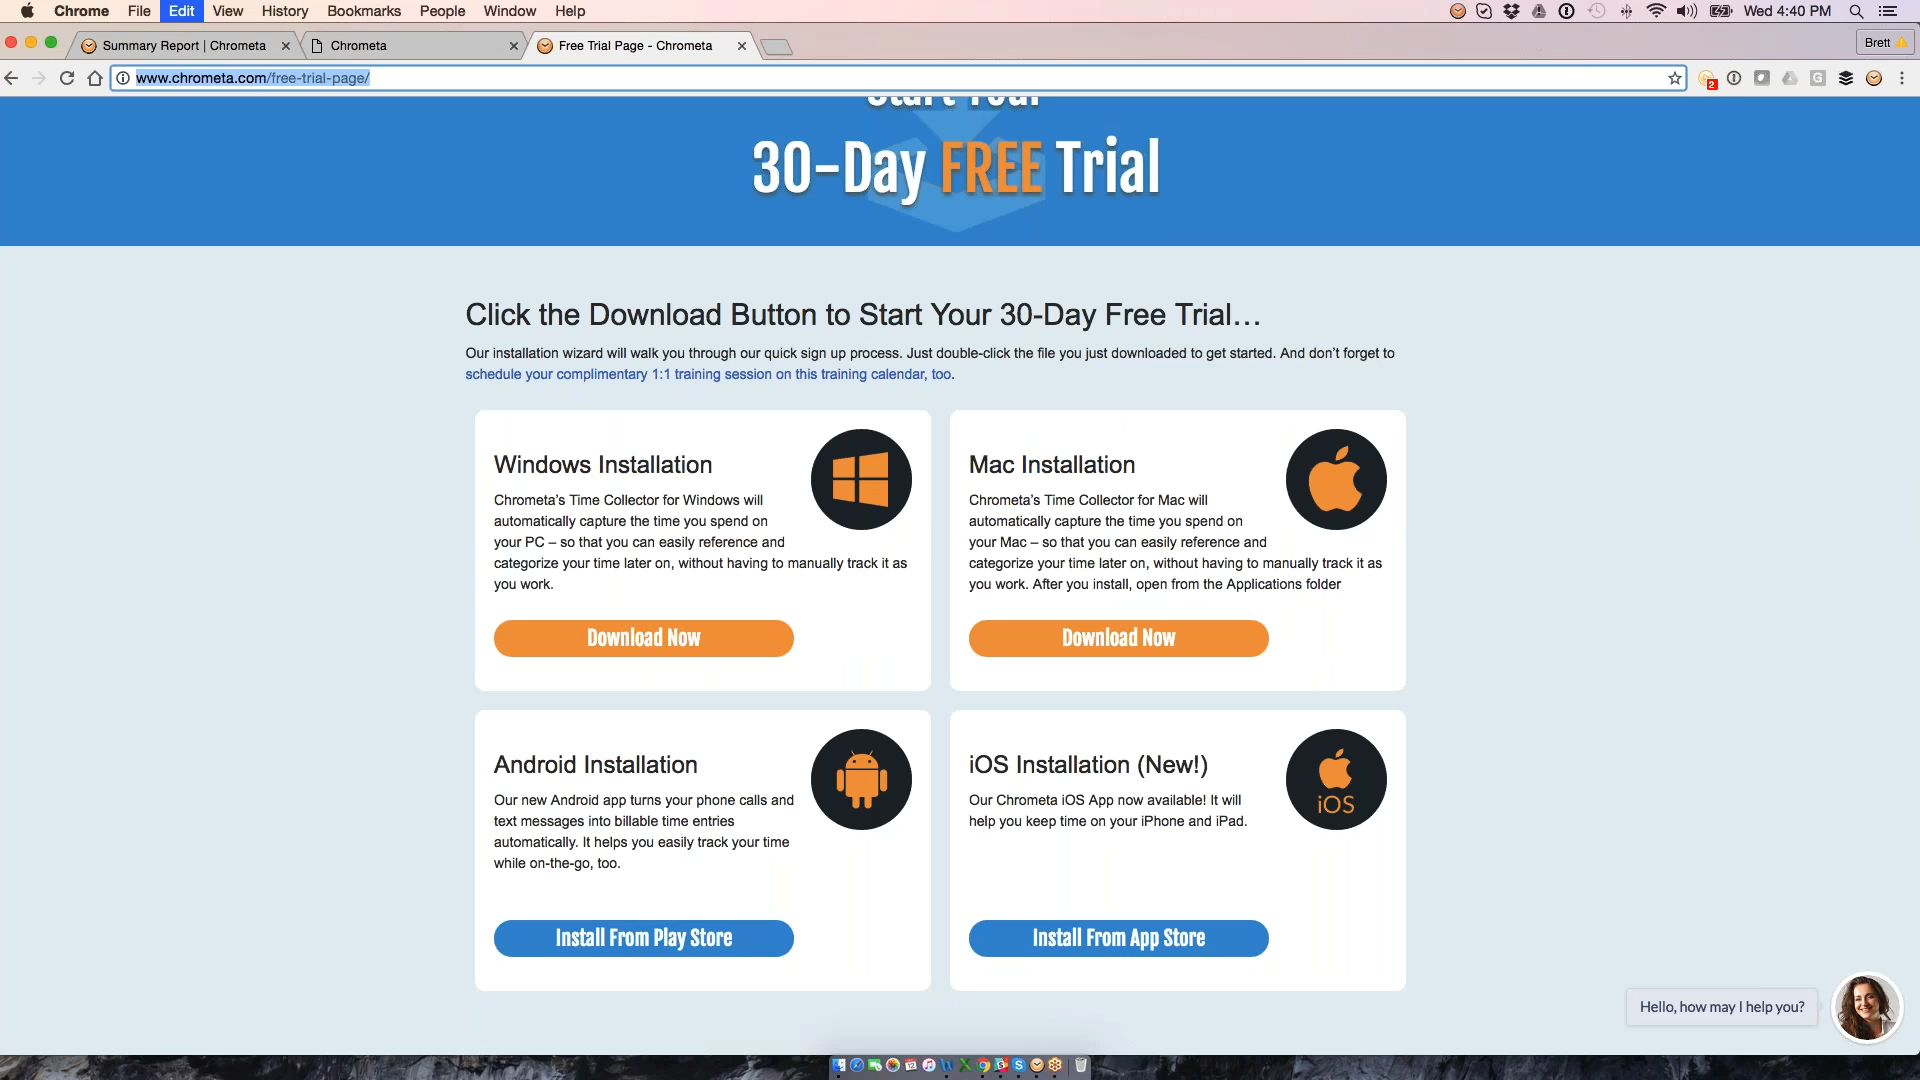 Chrome File Edit View History Bookmarks People Window Help Wed 4:40 PM
Summary Report | Chrometa Chrometa Free Trial Page - Chrometa Brett
www.chrometa.com/free-trial-page/ 2
Start Your
30-Day FREE Trial
Click the Download Button to Start Your 30-Day Free Trial…
Our installation wizard will walk you through our quick sign up process. Just double-click the file you just downloaded to get started. And don’t forget to
schedule your complimentary 1:1 training session on this training calendar, too.
Windows Installation
Chrometa’s Time Collector for Windows will
automatically capture the time you spend on
your PC – so that you can easily reference and
categorize your time later on, without having to manually track it as
you work.
Download Now
Mac Installation
Chrometa’s Time Collector for Mac will
automatically capture the time you spend on
your Mac – so that you can easily reference and
categorize your time later on, without having to manually track it as
you work. After you install, open from the Applications folder
Download Now
Android Installation
Our new Android app turns your phone calls and
text messages into billable time entries
automatically. It helps you easily track your time
while on-the-go, too.
Install From Play Store
iOS Installation (New!)
iOS
Our Chrometa iOS App now available! It will
help you keep time on your iPhone and iPad.
Install From App Store
Hello, how may I help you?